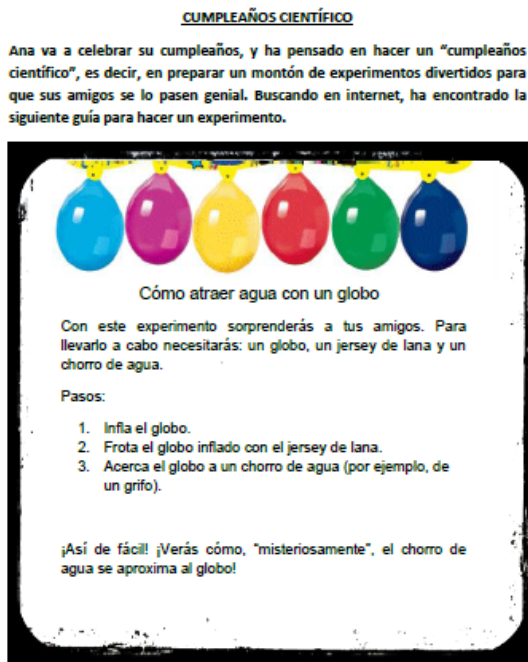 CUMPLEAÑOS CIENTÍFICO
Ana va a celebrar su cumpleaños, y ha pensado en hacer un “cumpleaños
científico”, es decir, en preparar un montón de experimentos divertidos para
que sus amigos se lo pasen genial. Buscando en internet, ha encontrado la
siguiente guía para hacer un experimento.
Cómo atraer agua con un globo
Con este experimento sorprenderás a tus amigos. Para
llevarlo a cabo necesitarás: un globo, un jersey de lana y un
chorro de agua.
Pasos:
1. Infla el globo.
2. Frota el globo inflado con el jersey de lana.
3. Acerca el globo a un chorro de agua (por ejemplo, de
un grifo).
¡Así de fácil! ¡Verás cómo, “misteriosamente”, el chorro de
agua se aproxima al globo!